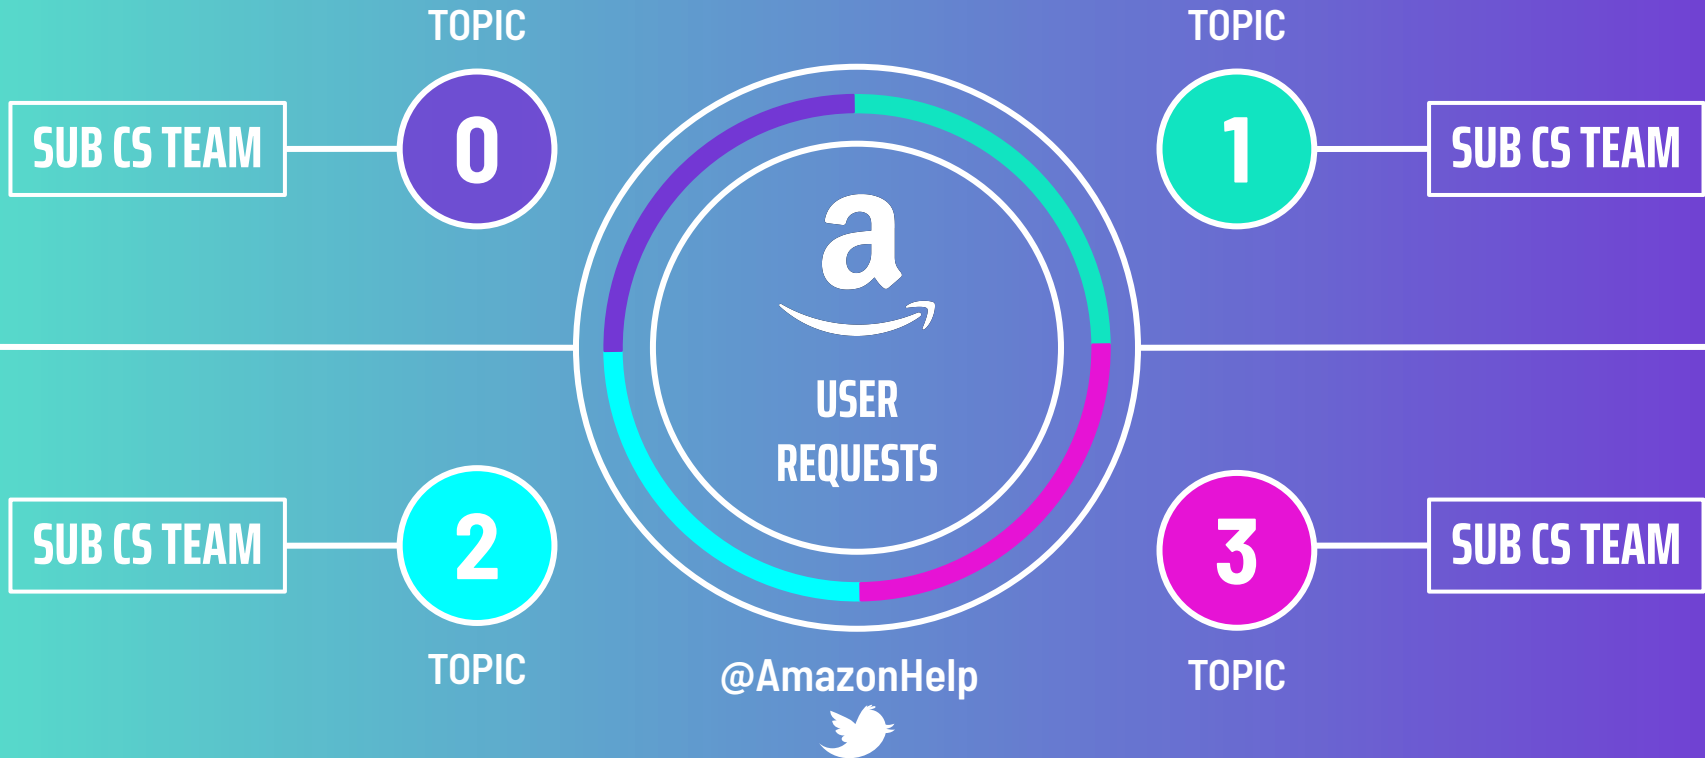 TOPIC
TOPIC
SUB CS TEAM
0
1
SUB CS TEAM
a
USER
REQUESTS
SUB CS TEAM
2
3
SUB CS TEAM
TOPIC
@AmazonHelp
TOPIC